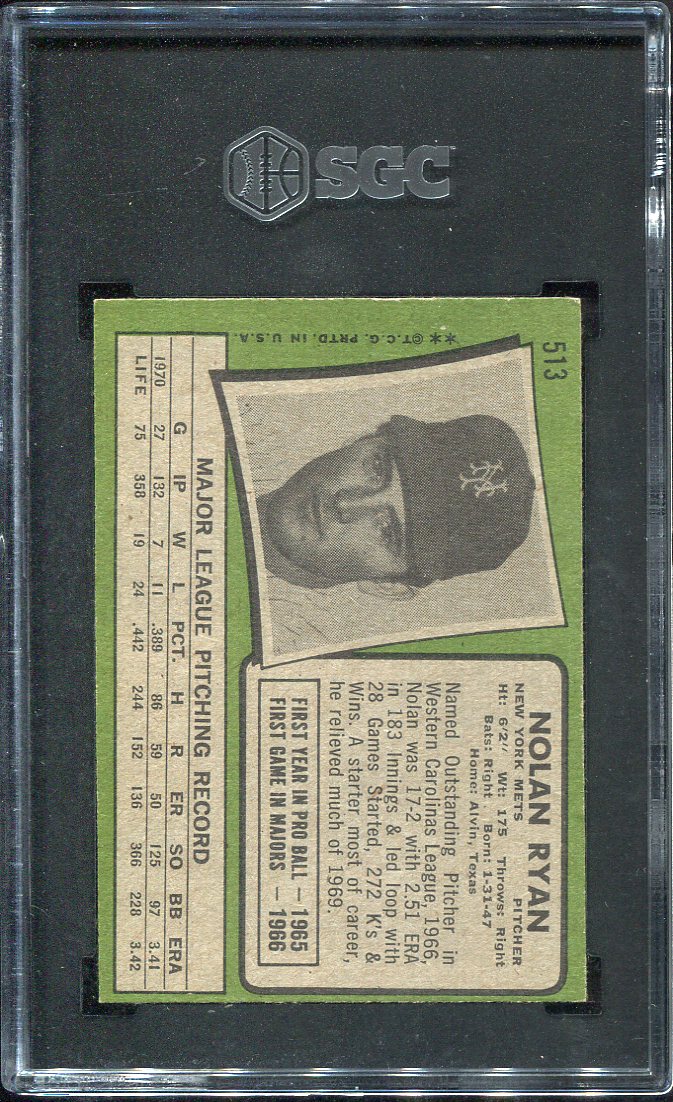 SGC
513
**©T.C.G. PRTD. IN U.S.A.
NY
NOLAN RYAN
NEW YORK METS PITCHER
Ht: 6'2" Wt: 175 Throws: Right
Bats: Right Born: 1-31-47
Home: Alvin, Texas
Named Outstanding Pitcher in
Western Carolinas League, 1966,
Nolan was 17-2 with 2.51 ERA
in 183 Innings & led loop with
28 Games Started, 272 K's &
Wins. A starter most of career,
he relieved much of 1969.
FIRST YEAR IN PRO BALL — 1965
FIRST GAME IN MAJORS — 1966
MAJOR LEAGUE PITCHING RECORD
G IP W L PCT. H R ER SO BB ERA
1970 27 132 7 11 .389 86 59 50 125 97 3.41
LIFE 75 358 19 24 .442 244 152 136 366 228 3.42